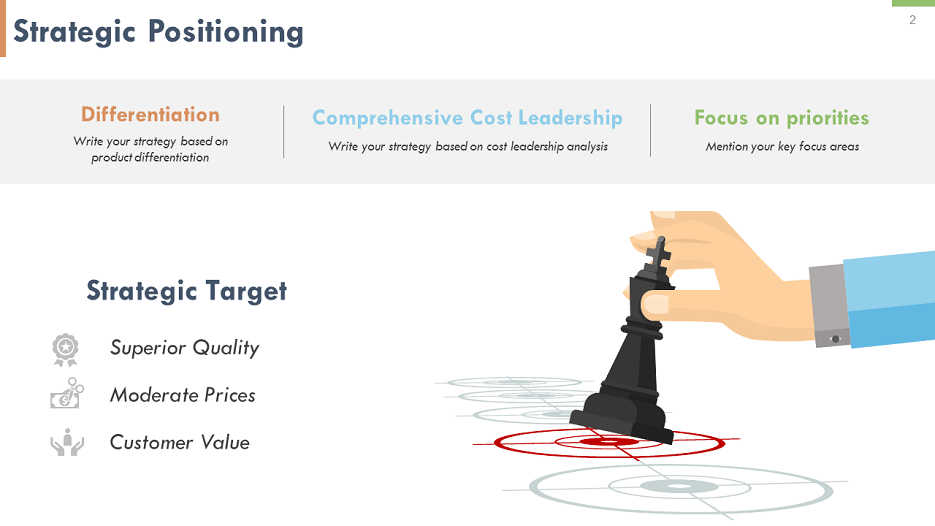 Strategic Positioning
2
Differentiation
Write your strategy based on
product differentiation
Comprehensive Cost Leadership
Write your strategy based on cost leadership analysis
Focus on priorities
Mention your key focus areas
Strategic Target
Superior Quality
Moderate Prices
Customer Value